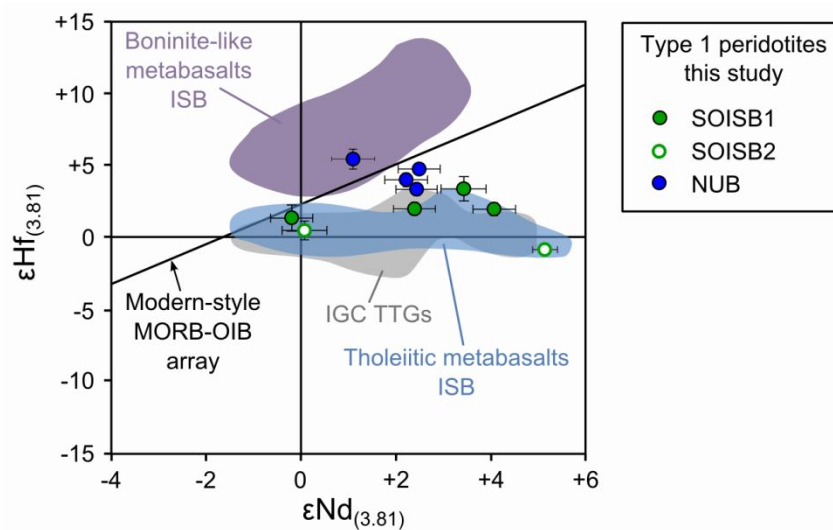 +15
+10
+5
0
-5
-10
-15
εHf(3.81)
-4
-2
0
+2
+4
+6
εNd(3.81)
Boninite-like
metabasalts
ISB
Modern-style
MORB-OIB
array
IGC TTGs
Tholeiitic metabasalts
ISB
Type 1 peridotites
this study
SOISB1
SOISB2
NUB